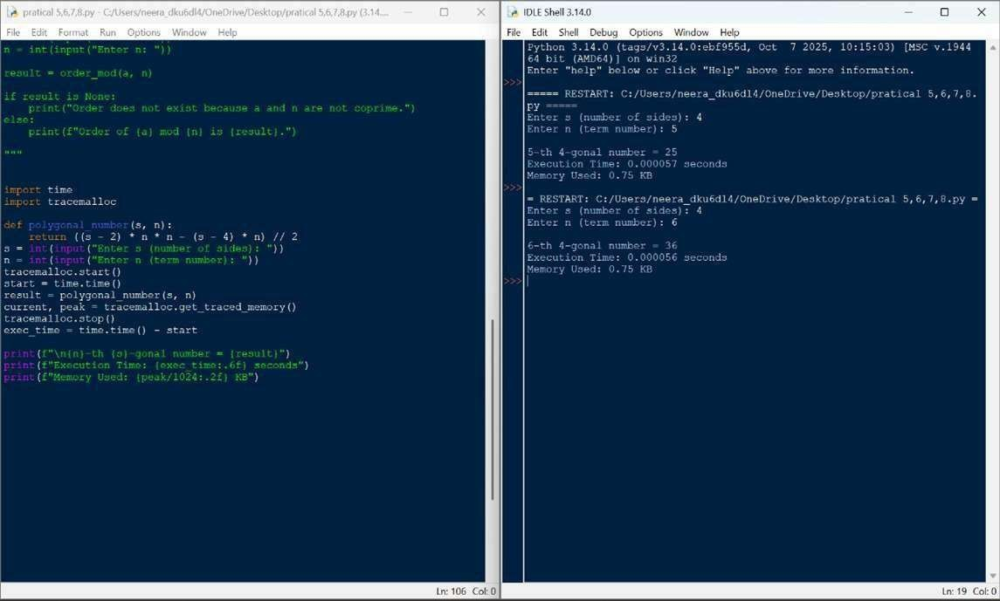 pratical 5,6,7,8.py - C:/Users/neera_dku6dl4/OneDrive/Desktop/pratical 5,6,7,8.py (3.14....
File Edit Format Run Options Window Help
n = int(input("Enter n: "))
result = order_mod(a, n)
if result is None:
    print("Order does not exist because a and n are not coprime.")
else:
    print(f"Order of {a} mod {n} is {result}.")
"""
import time
import tracemalloc
def polygonal_number(s, n):
    return ((s - 2) * n * n - (s - 4) * n) // 2
s = int(input("Enter s (number of sides): "))
n = int(input("Enter n (term number): "))
tracemalloc.start()
start = time.time()
result = polygonal_number(s, n)
current, peak = tracemalloc.get_traced_memory()
tracemalloc.stop()
exec_time = time.time() - start
print(f"\n{n}-th {s}-gonal number = {result}")
print(f"Execution Time: {exec_time:.6f} seconds")
print(f"Memory Used: {peak/1024:.2f} KB")
Ln: 106 Col: 0
IDLE Shell 3.14.0
File Edit Shell Debug Options Window Help
Python 3.14.0 (tags/v3.14.0:ebf955d, Oct  7 2025, 10:15:03) [MSC v.1944
64 bit (AMD64)] on win32
Enter "help" below or click "Help" above for more information.
>>>
===== RESTART: C:/Users/neera_dku6dl4/OneDrive/Desktop/pratical 5,6,7,8.
py =====
Enter s (number of sides): 4
Enter n (term number): 5
5-th 4-gonal number = 25
Execution Time: 0.000057 seconds
Memory Used: 0.75 KB
>>>
= RESTART: C:/Users/neera_dku6dl4/OneDrive/Desktop/pratical 5,6,7,8.py =
Enter s (number of sides): 4
Enter n (term number): 6
6-th 4-gonal number = 36
Execution Time: 0.000056 seconds
Memory Used: 0.75 KB
>>>
Ln: 19 Col: 0